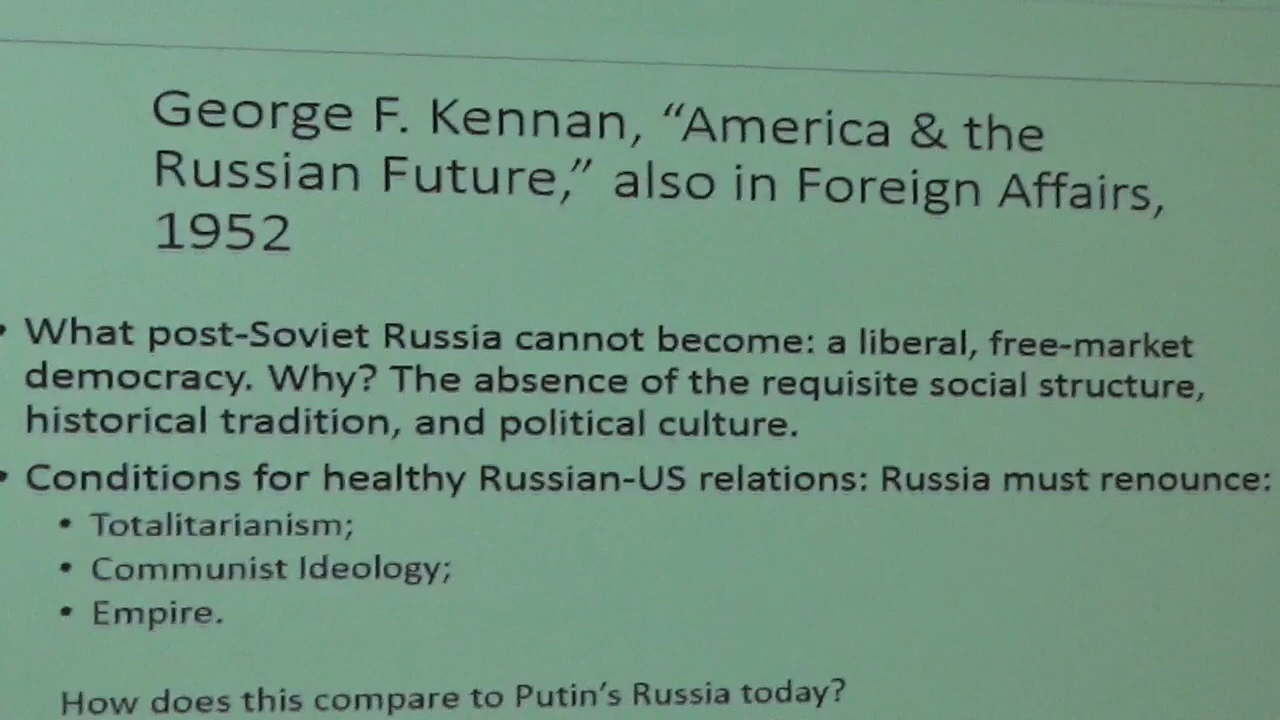 George F. Kennan, “America & the
Russian Future,” also in Foreign Affairs,
1952
• What post-Soviet Russia cannot become: a liberal, free-market
democracy. Why? The absence of the requisite social structure,
historical tradition, and political culture.
• Conditions for healthy Russian-US relations: Russia must renounce:
• Totalitarianism;
• Communist Ideology;
• Empire.
How does this compare to Putin’s Russia today?